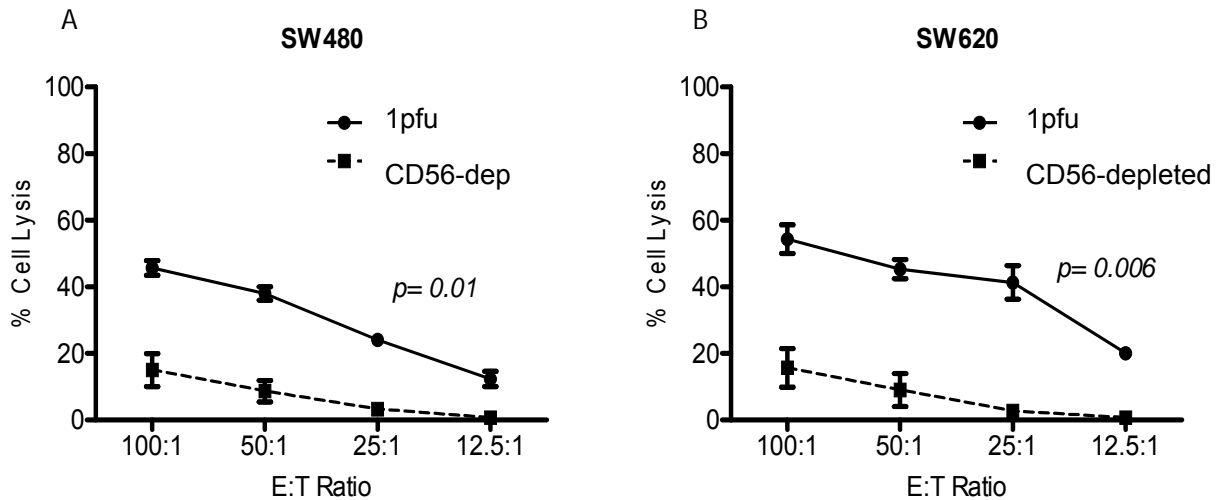 A
SW480
100
80
60
40
20
0
% Cell Lysis
1pfu
CD56-dep
p= 0.01
100:1 50:1 25:1 12.5:1
E:T Ratio
B
SW620
100
80
60
40
20
0
% Cell Lysis
1pfu
CD56-depleted
p= 0.006
100:1 50:1 25:1 12.5:1
E:T Ratio